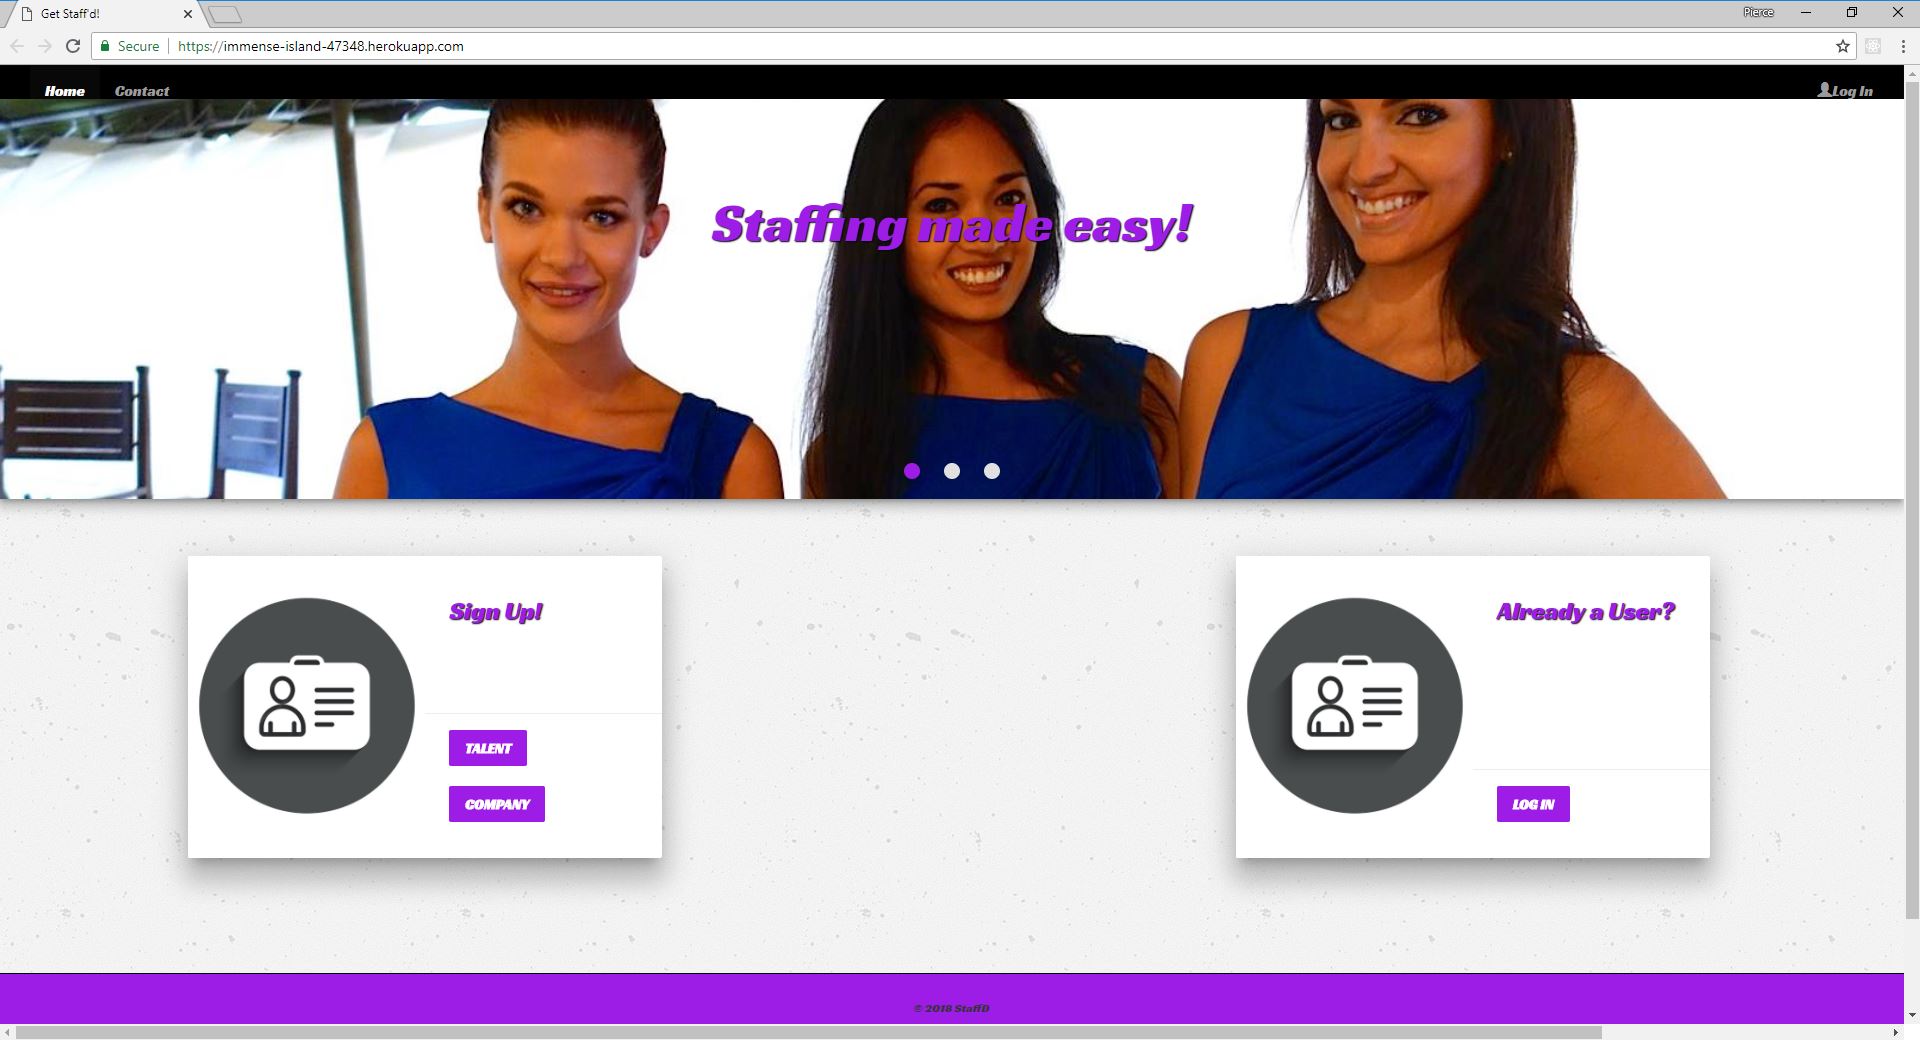 Get Staff'd!
Pierce
Secure
https://immense-island-47348.herokuapp.com
Home
Contact
Log In
Staffing made easy!
Sign Up!
TALENT
COMPANY
Already a User?
LOG IN
© 2018 StaffD